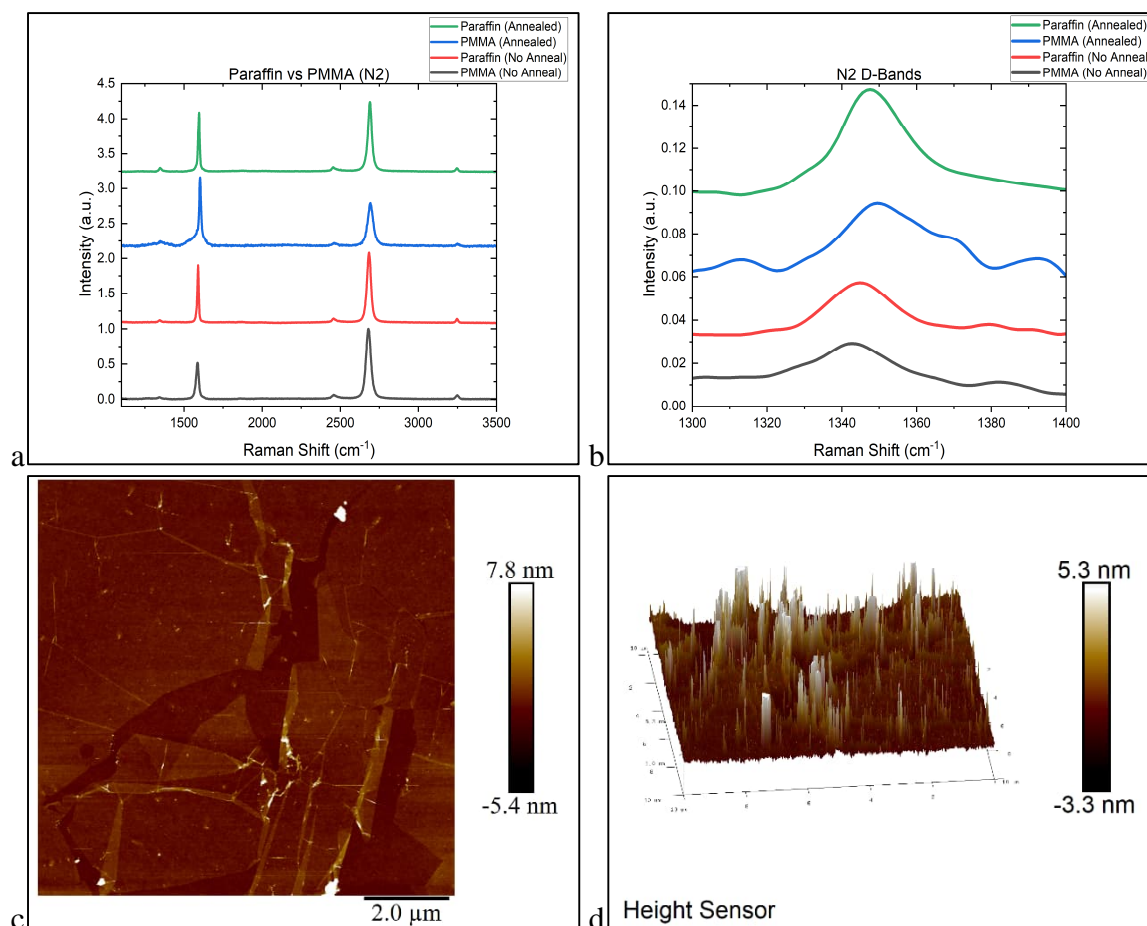 Paraffin (Annealed)
PMMA (Annealed)
Paraffin (No Anneal)
PMMA (No Anneal)
Paraffin vs PMMA (N2)
4.5
4.0
3.5
3.0
2.5
2.0
1.5
1.0
0.5
0.0
Intensity (a.u.)
1500
2000
2500
3000
3500
Raman Shift (cm⁻¹)
a
Paraffin (Annealed)
PMMA (Annealed)
Paraffin (No Anneal)
PMMA (No Anneal)
N2 D-Bands
0.14
0.12
0.10
0.08
0.06
0.04
0.02
0.00
Intensity (a.u.)
1300
1320
1340
1360
1380
1400
Raman Shift (cm⁻¹)
b
7.8 nm
-5.4 nm
2.0 µm
c
5.3 nm
-3.3 nm
Height Sensor
d